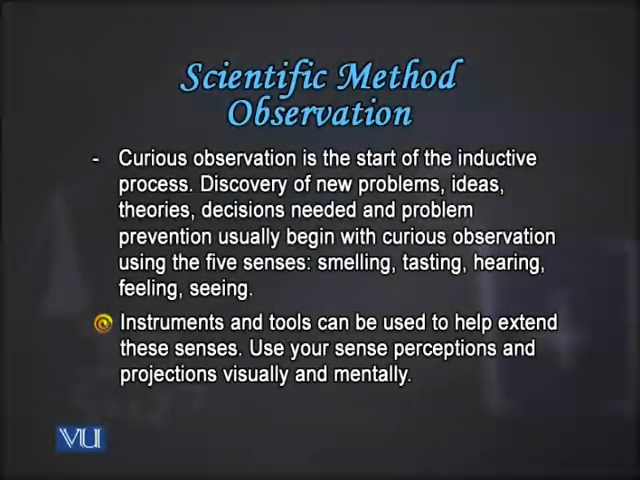 Scientific Method
Observation
- Curious observation is the start of the inductive
process. Discovery of new problems, ideas,
theories, decisions needed and problem
prevention usually begin with curious observation
using the five senses: smelling, tasting, hearing,
feeling, seeing.
Instruments and tools can be used to help extend
these senses. Use your sense perceptions and
projections visually and mentally.
VU